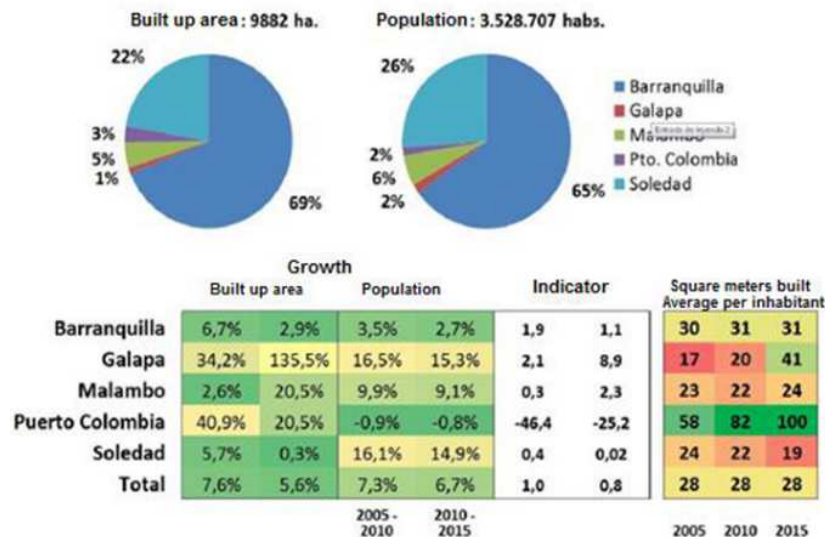 Built up area : 9882 ha.
Population : 3.528.707 habs.
22%
3%
5%
1%
69%
26%
2%
6%
2%
65%
Barranquilla
Galapa
Entrada de leyenda 2
Pto. Colombia
Soledad
Growth
Built up area Population Indicator Square meters built
Average per inhabitant
Barranquilla 6,7% 2,9% 3,5% 2,7% 1,9 1,1 30 31 31
Galapa 34,2% 135,5% 16,5% 15,3% 2,1 8,9 17 20 41
Malambo 2,6% 20,5% 9,9% 9,1% 0,3 2,3 23 22 24
Puerto Colombia 40,9% 20,5% -0,9% -0,8% -46,4 -25,2 58 82 100
Soledad 5,7% 0,3% 16,1% 14,9% 0,4 0,02 24 22 19
Total 7,6% 5,6% 7,3% 6,7% 1,0 0,8 28 28 28
2005 - 2010 -
2010 2015 2005 2010 2015